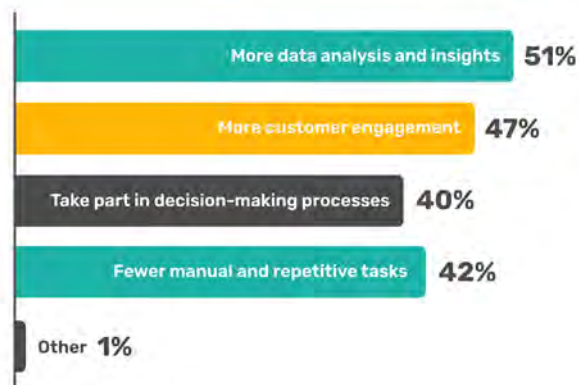 More data analysis and insights 51%
More customer engagement 47%
Take part in decision-making processes 40%
Fewer manual and repetitive tasks 42%
Other 1%